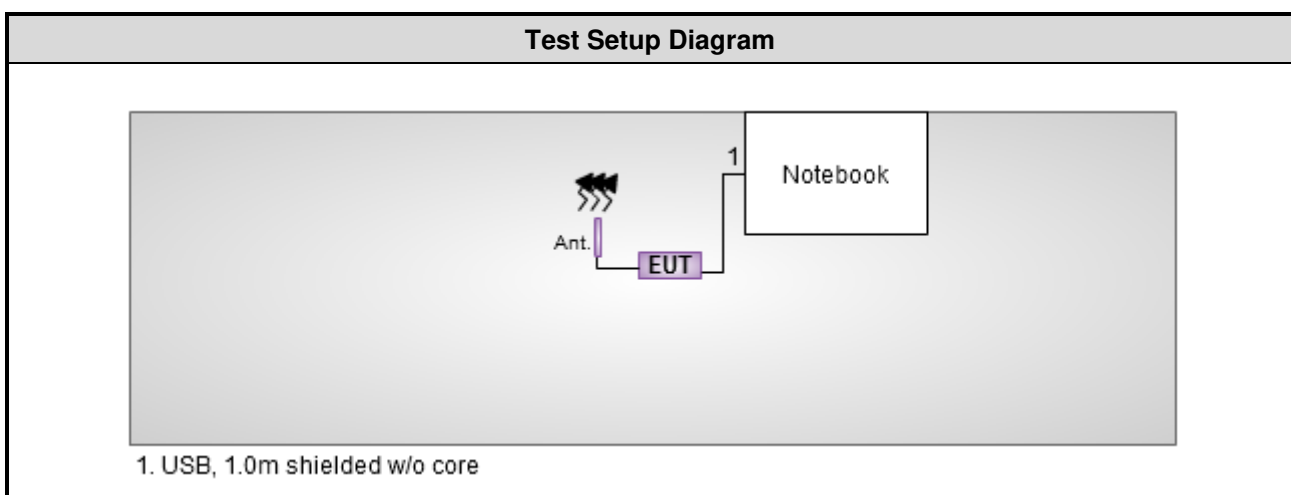 Test Setup Diagram
1
Notebook
Ant.
EUT
1. USB, 1.0m shielded w/o core